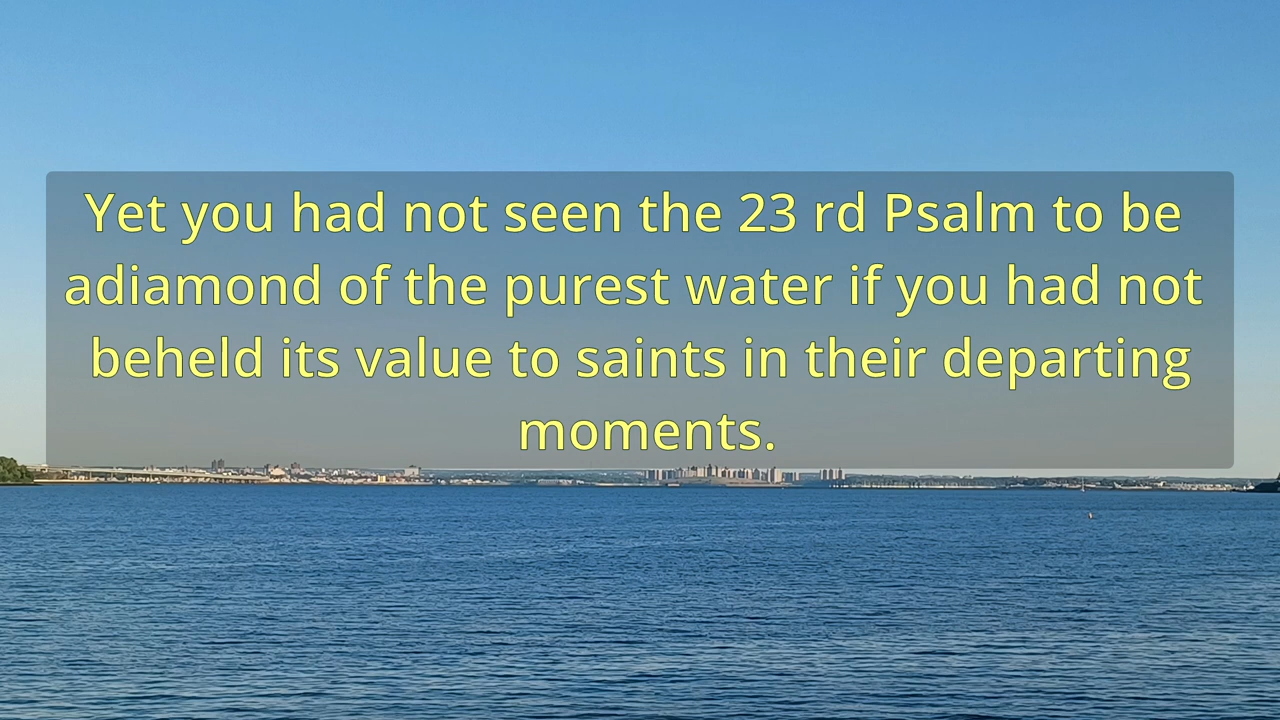 Yet you had not seen the 23 rd Psalm to be
adiamond of the purest water if you had not
beheld its value to saints in their departing
moments.